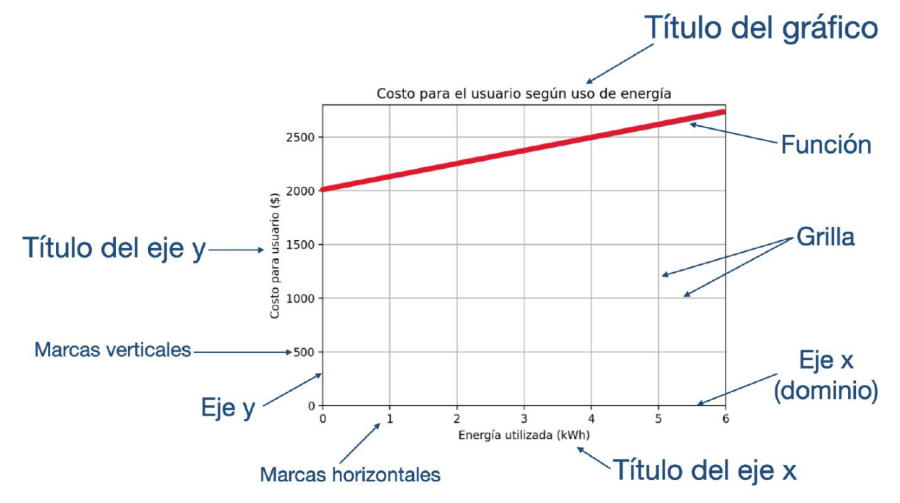 Título del gráfico
Costo para el usuario según uso de energía
2500
Función
2000
Costo para usuario ($)
Título del eje y
1500
Grilla
1000
Marcas verticales
500
Eje x
(dominio)
Eje y
0
0 1 2 3 4 5 6
Energía utilizada (kWh)
Marcas horizontales
Título del eje x